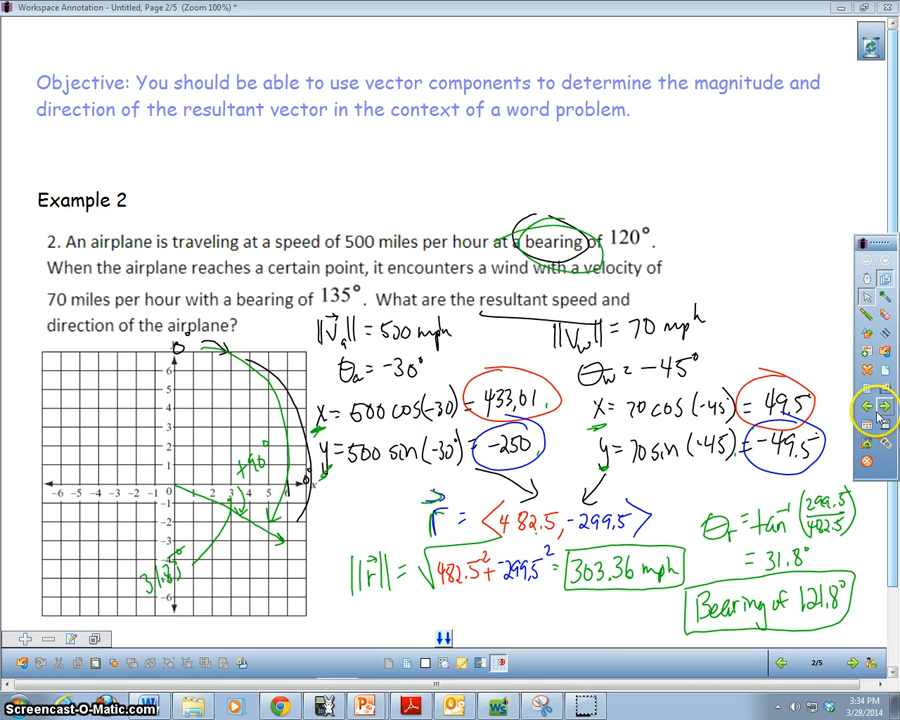 Workspace Annotation - Untitled, Page 2/5 (Zoom 100%) *
Objective: You should be able to use vector components to determine the magnitude and
direction of the resultant vector in the context of a word problem.
Example 2
2. An airplane is traveling at a speed of 500 miles per hour at a bearing of 120°.
When the airplane reaches a certain point, it encounters a wind with a velocity of
70 miles per hour with a bearing of 135°. What are the resultant speed and
direction of the airplane?
||V⃗a|| = 500 mph
||Vw|| = 70 mph
θa = -30°
θw = -45°
x = 500 cos(-30) = 433.01
x = 70 cos(-45) = 49.5
y = 500 sin(-30°) = -250
y = 70 sin(-45) = -49.5
r⃗ = <482.5, -299.5>
||r⃗|| = √482.5² + -299.5² = 303.36 mph
θr = tan⁻¹(299.5/482.5)
= 31.8°
Bearing of 121.8°
0°
6
5
4
3
2
1
-6 -5 -4 -3 -2 -1 0 1 2 3 4 5 6 0° x
-1
-2
-4
-6
+90°
31.83°
2/5
Screencast-O-Matic.com
3:34 PM
3/28/2014